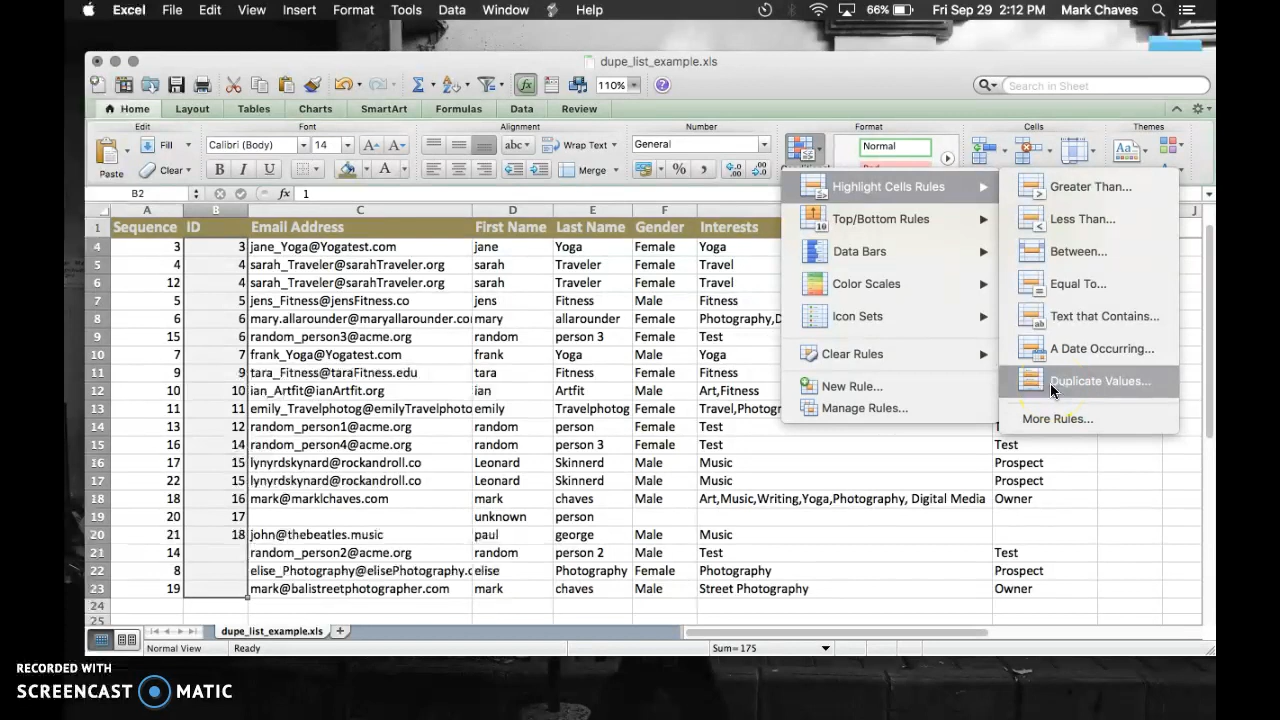 Excel File Edit View Insert Format Tools Data Window Help 66% Fri Sep 29 2:12 PM Mark Chaves
dupe_list_example.xls
110% Search in Sheet
Home Layout Tables Charts SmartArt Formulas Data Review
Edit Font Alignment Number Format Cells Themes
Paste Fill Clear Calibri (Body) 14 A A abc Wrap Text General Normal
B I U A Merge % Aa
B2 fx 1
A B C D E F J
1 Sequence ID Email Address First Name Last Name Gender Interests
4 3 3 jane_Yoga@Yogatest.com jane Yoga Female Yoga
5 4 4 sarah_Traveler@sarahTraveler.org sarah Traveler Female Travel
6 12 4 sarah_Traveler@sarahTraveler.org sarah Traveler Female Travel
7 5 5 jens_Fitness@jensFitness.co jens Fitness Male Fitness
8 6 6 mary.allarounder@maryallarounder.co mary allarounder Female Photography,D
9 15 6 random_person3@acme.org random person 3 Female Test
10 7 7 frank_Yoga@Yogatest.com frank Yoga Male Yoga
11 9 9 tara_Fitness@taraFitness.edu tara Fitness Female Fitness
12 10 10 ian_Artfit@ianArtfit.org ian Artfit Male Art,Fitness
13 11 11 emily_Travelphotog@emilyTravelphoto emily Travelphotog Female Travel,Photog
14 13 12 random_person1@acme.org random person Female Test
15 16 14 random_person4@acme.org random person 3 Female Test Test
16 17 15 lynyrdskynard@rockandroll.co Leonard Skinnerd Male Music Prospect
17 22 15 lynyrdskynard@rockandroll.co Leonard Skinnerd Male Music Prospect
18 18 16 mark@marklchaves.com mark chaves Male Art,Music,Writing,Yoga,Photography, Digital Media Owner
19 20 17 unknown person
20 21 18 john@thebeatles.music paul george Male Music
21 14 random_person2@acme.org random person 2 Male Test Test
22 8 elise_Photography@elisePhotography.c elise Photography Female Photography Prospect
23 19 mark@balistreetphotographer.com mark chaves Male Street Photography Owner
24
25
Highlight Cells Rules
Top/Bottom Rules
Data Bars
Color Scales
Icon Sets
Clear Rules
New Rule...
Manage Rules...
Greater Than...
Less Than...
Between...
Equal To...
Text that Contains...
A Date Occurring...
Duplicate Values...
More Rules...
dupe_list_example.xls
Normal View Ready Sum=175
RECORDED WITH
SCREENCAST MATIC